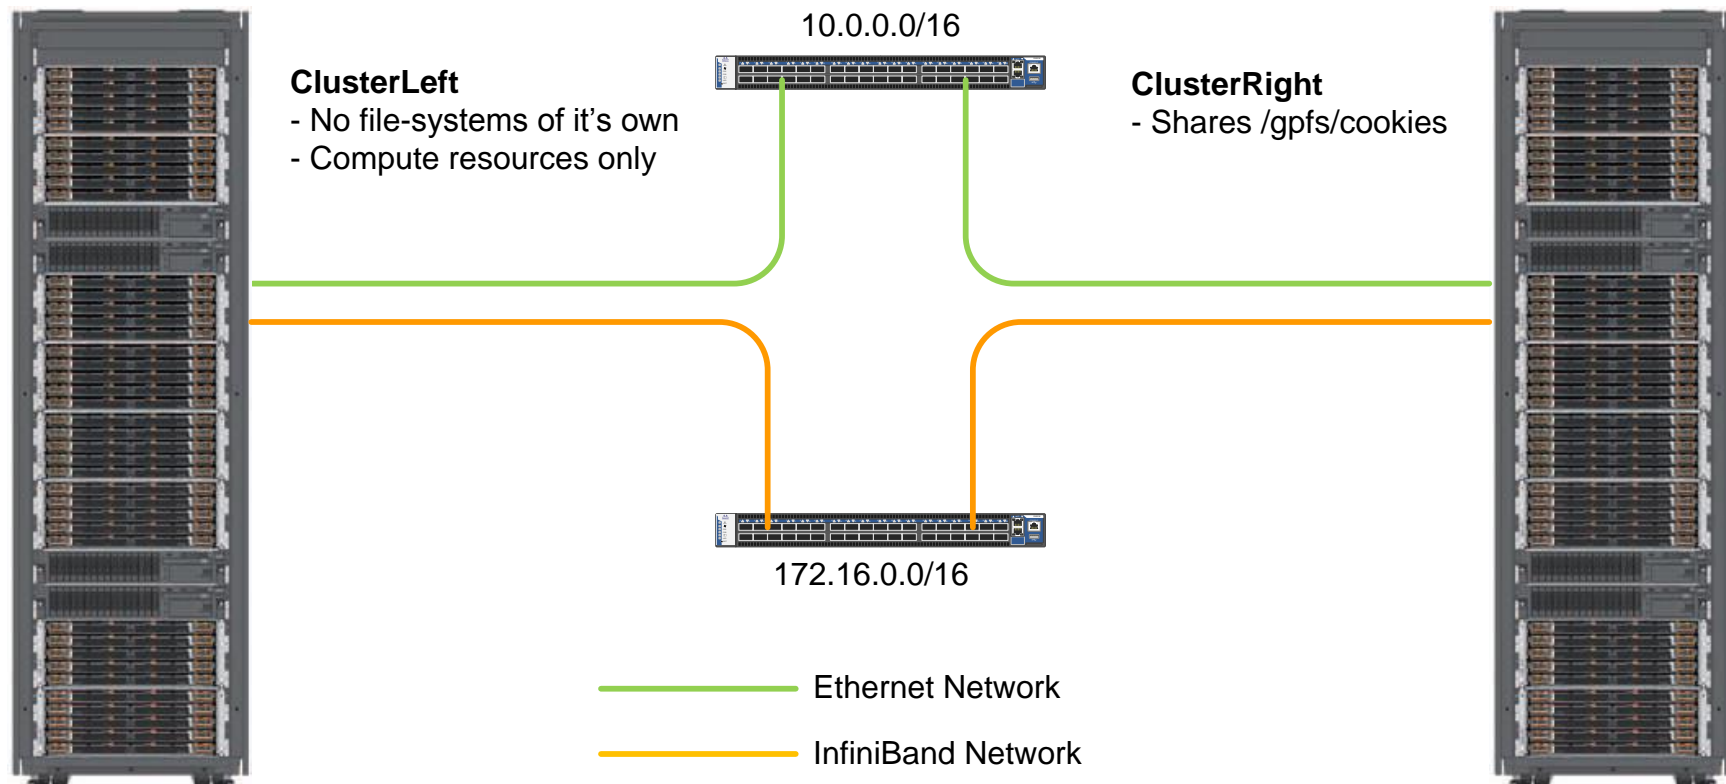 10.0.0.0/16
ClusterLeft
- No file-systems of it's own
- Compute resources only
ClusterRight
- Shares /gpfs/cookies
172.16.0.0/16
Ethernet Network
InfiniBand Network